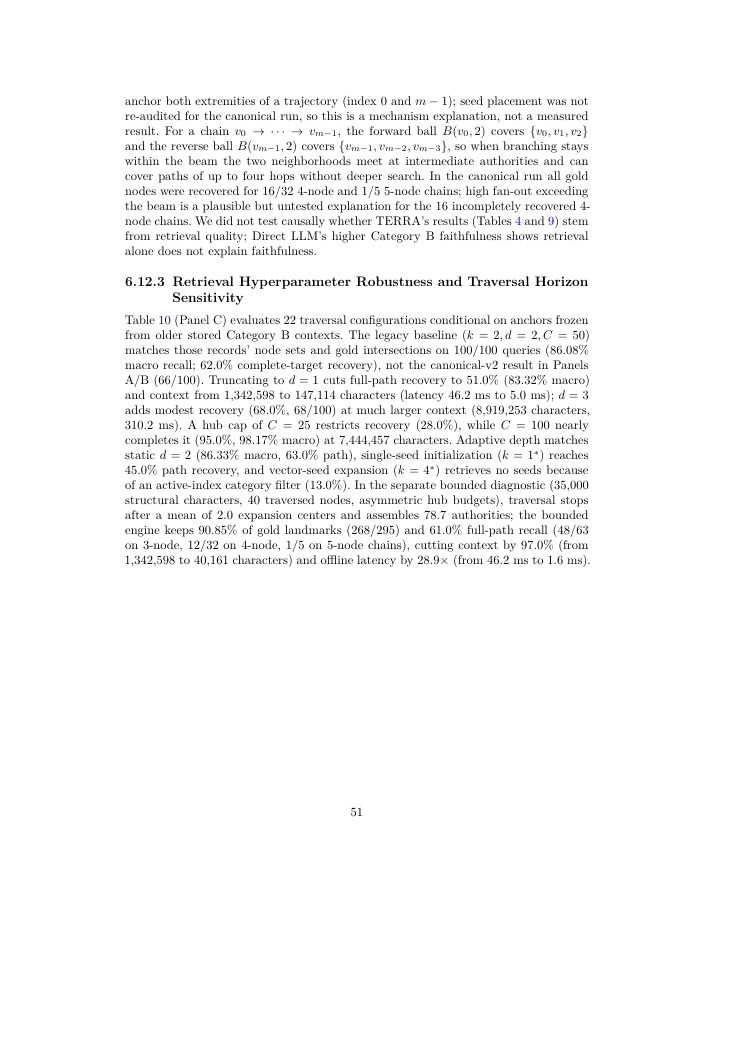 anchor both extremities of a trajectory (index 0 and m − 1); seed placement was not
re-audited for the canonical run, so this is a mechanism explanation, not a measured
result. For a chain v₀ → ⋯ → vₘ₋₁, the forward ball B(v₀, 2) covers {v₀, v₁, v₂}
and the reverse ball B(vₘ₋₁, 2) covers {vₘ₋₁, vₘ₋₂, vₘ₋₃}, so when branching stays
within the beam the two neighborhoods meet at intermediate authorities and can
cover paths of up to four hops without deeper search. In the canonical run all gold
nodes were recovered for 16/32 4-node and 1/5 5-node chains; high fan-out exceeding
the beam is a plausible but untested explanation for the 16 incompletely recovered 4-
node chains. We did not test causally whether TERRA's results (Tables 4 and 9) stem
from retrieval quality; Direct LLM's higher Category B faithfulness shows retrieval
alone does not explain faithfulness.
6.12.3 Retrieval Hyperparameter Robustness and Traversal Horizon
Sensitivity
Table 10 (Panel C) evaluates 22 traversal configurations conditional on anchors frozen
from older stored Category B contexts. The legacy baseline (k = 2, d = 2, C = 50)
matches those records' node sets and gold intersections on 100/100 queries (86.08%
macro recall; 62.0% complete-target recovery), not the canonical-v2 result in Panels
A/B (66/100). Truncating to d = 1 cuts full-path recovery to 51.0% (83.32% macro)
and context from 1,342,598 to 147,114 characters (latency 46.2 ms to 5.0 ms); d = 3
adds modest recovery (68.0%, 68/100) at much larger context (8,919,253 characters,
310.2 ms). A hub cap of C = 25 restricts recovery (28.0%), while C = 100 nearly
completes it (95.0%, 98.17% macro) at 7,444,457 characters. Adaptive depth matches
static d = 2 (86.33% macro, 63.0% path), single-seed initialization (k = 1*) reaches
45.0% path recovery, and vector-seed expansion (k = 4*) retrieves no seeds because
of an active-index category filter (13.0%). In the separate bounded diagnostic (35,000
structural characters, 40 traversed nodes, asymmetric hub budgets), traversal stops
after a mean of 2.0 expansion centers and assembles 78.7 authorities; the bounded
engine keeps 90.85% of gold landmarks (268/295) and 61.0% full-path recall (48/63
on 3-node, 12/32 on 4-node, 1/5 on 5-node chains), cutting context by 97.0% (from
1,342,598 to 40,161 characters) and offline latency by 28.9× (from 46.2 ms to 1.6 ms).
51